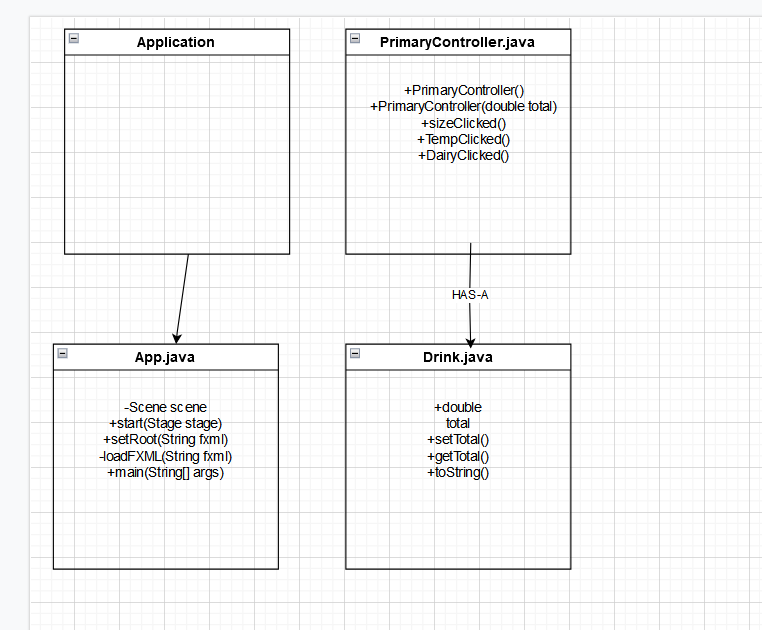 Application
PrimaryController.java
+PrimaryController()
+PrimaryController(double total)
+sizeClicked()
+TempClicked()
+DairyClicked()
HAS-A
App.java
-Scene scene
+start(Stage stage)
+setRoot(String fxml)
-loadFXML(String fxml)
+main(String[] args)
Drink.java
+double
total
+setTotal()
+getTotal()
+toString()